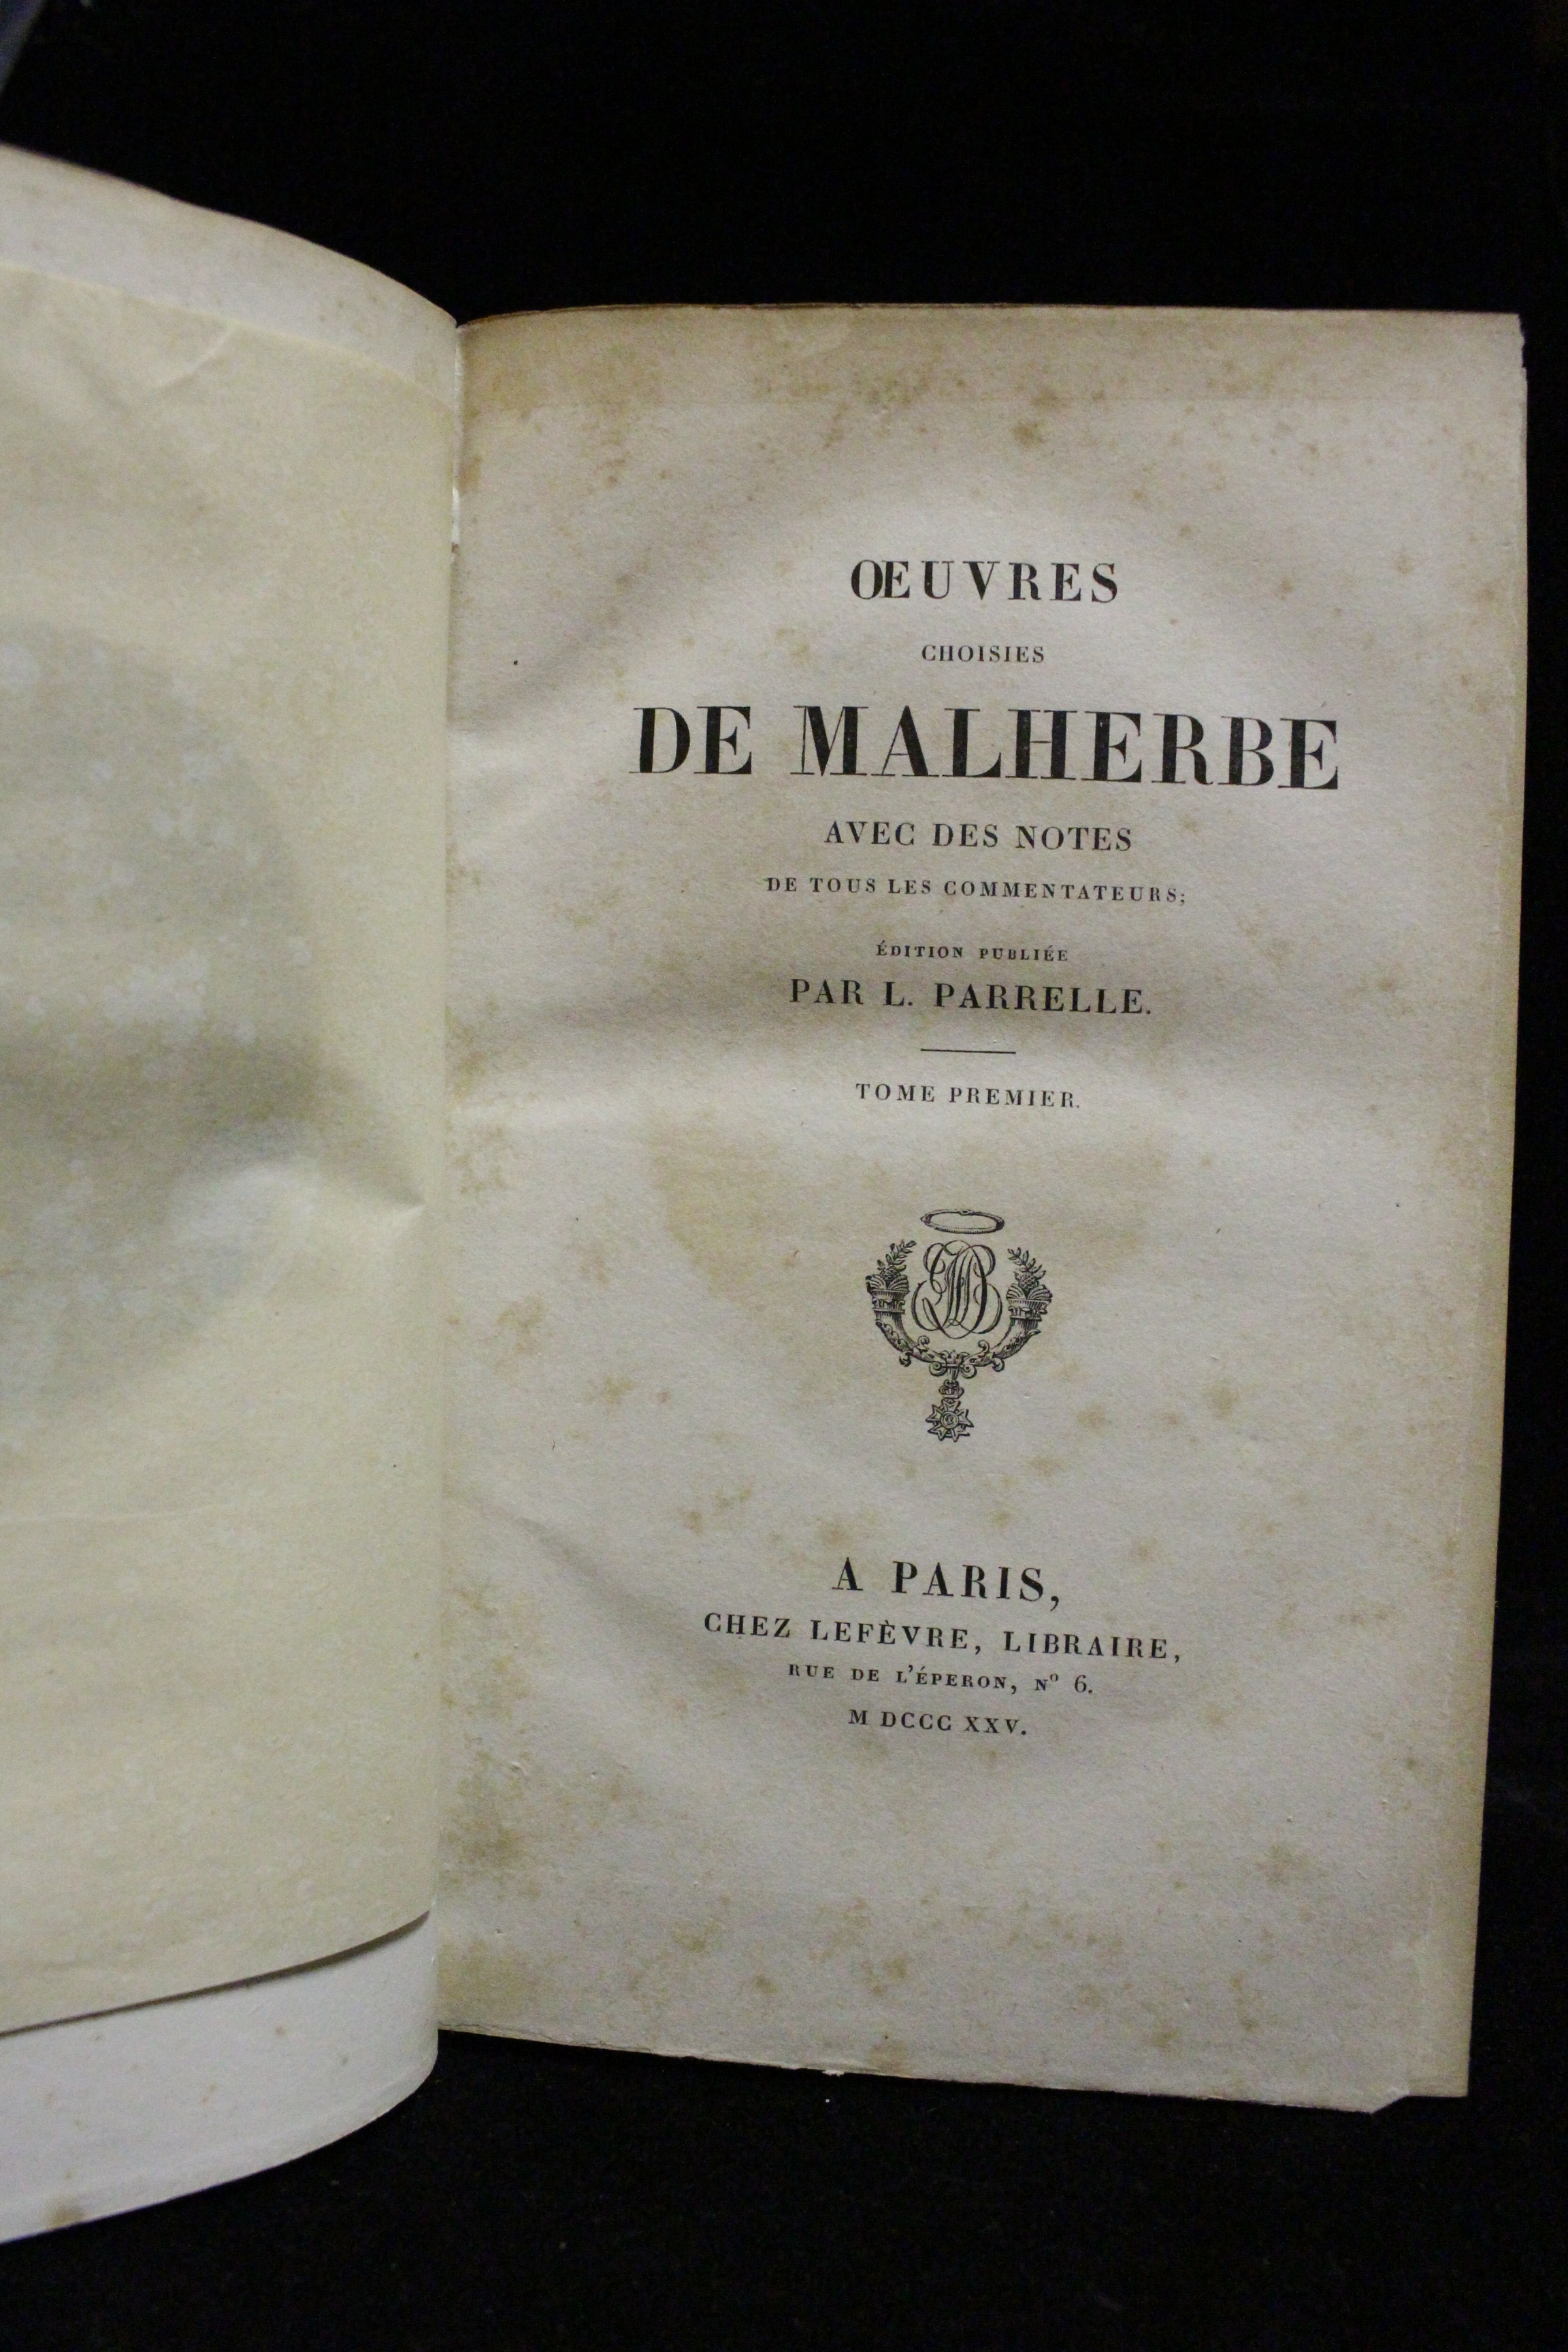 ŒUVRES
CHOISIES
DE MALHERBE
AVEC DES NOTES
DE TOUS LES COMMENTATEURS;
ÉDITION PUBLIÉE
PAR L. PARRELLE.
TOME PREMIER.
A PARIS,
CHEZ LEFÈVRE, LIBRAIRE,
RUE DE L'ÉPERON, Nº 6.
M DCCC XXV.